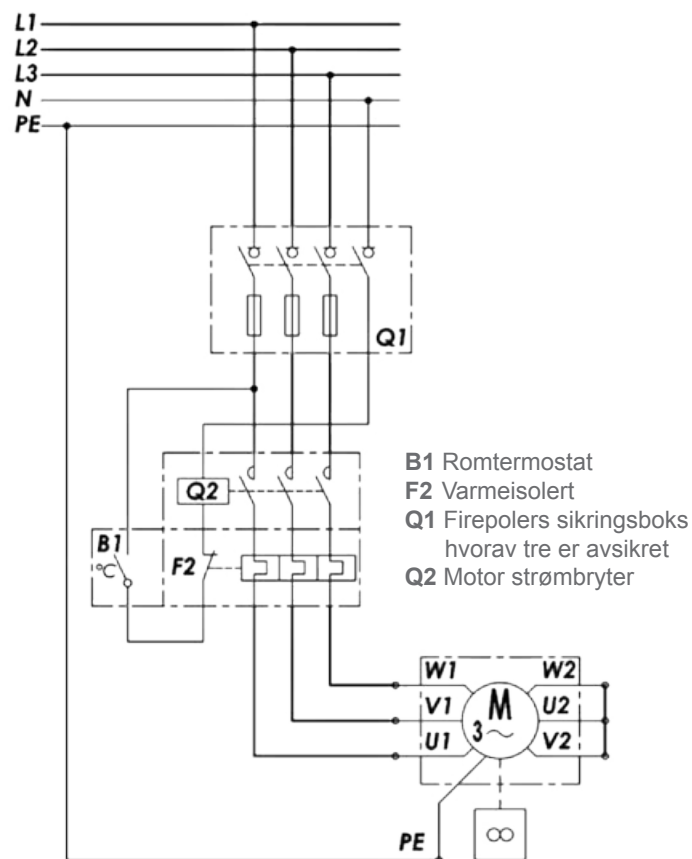 L1
L2
L3
N
PE
Q1
B1 Romtermostat
F2 Varmeisolert
Q1 Firepolers sikringsboks
hvorav tre er avsikret
Q2 Motor strømbryter
Q2
B1
°C
F2
W1 W2
V1 M U2
3~
U1 V2
PE